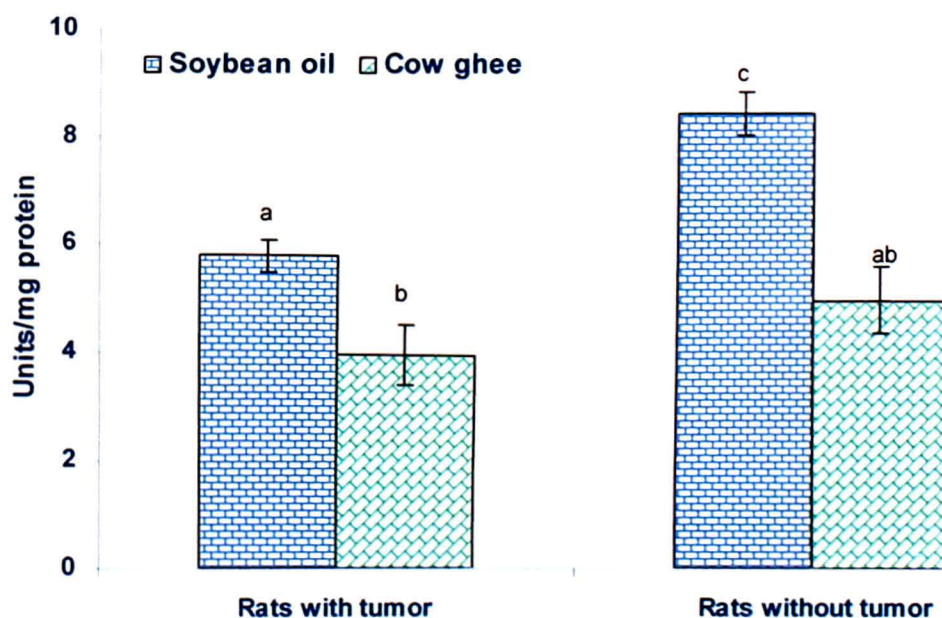 10
Soybean oil Cow ghee
c
8
a
6
ab
b
4
2
0
Units/mg protein
Rats with tumor Rats without tumor